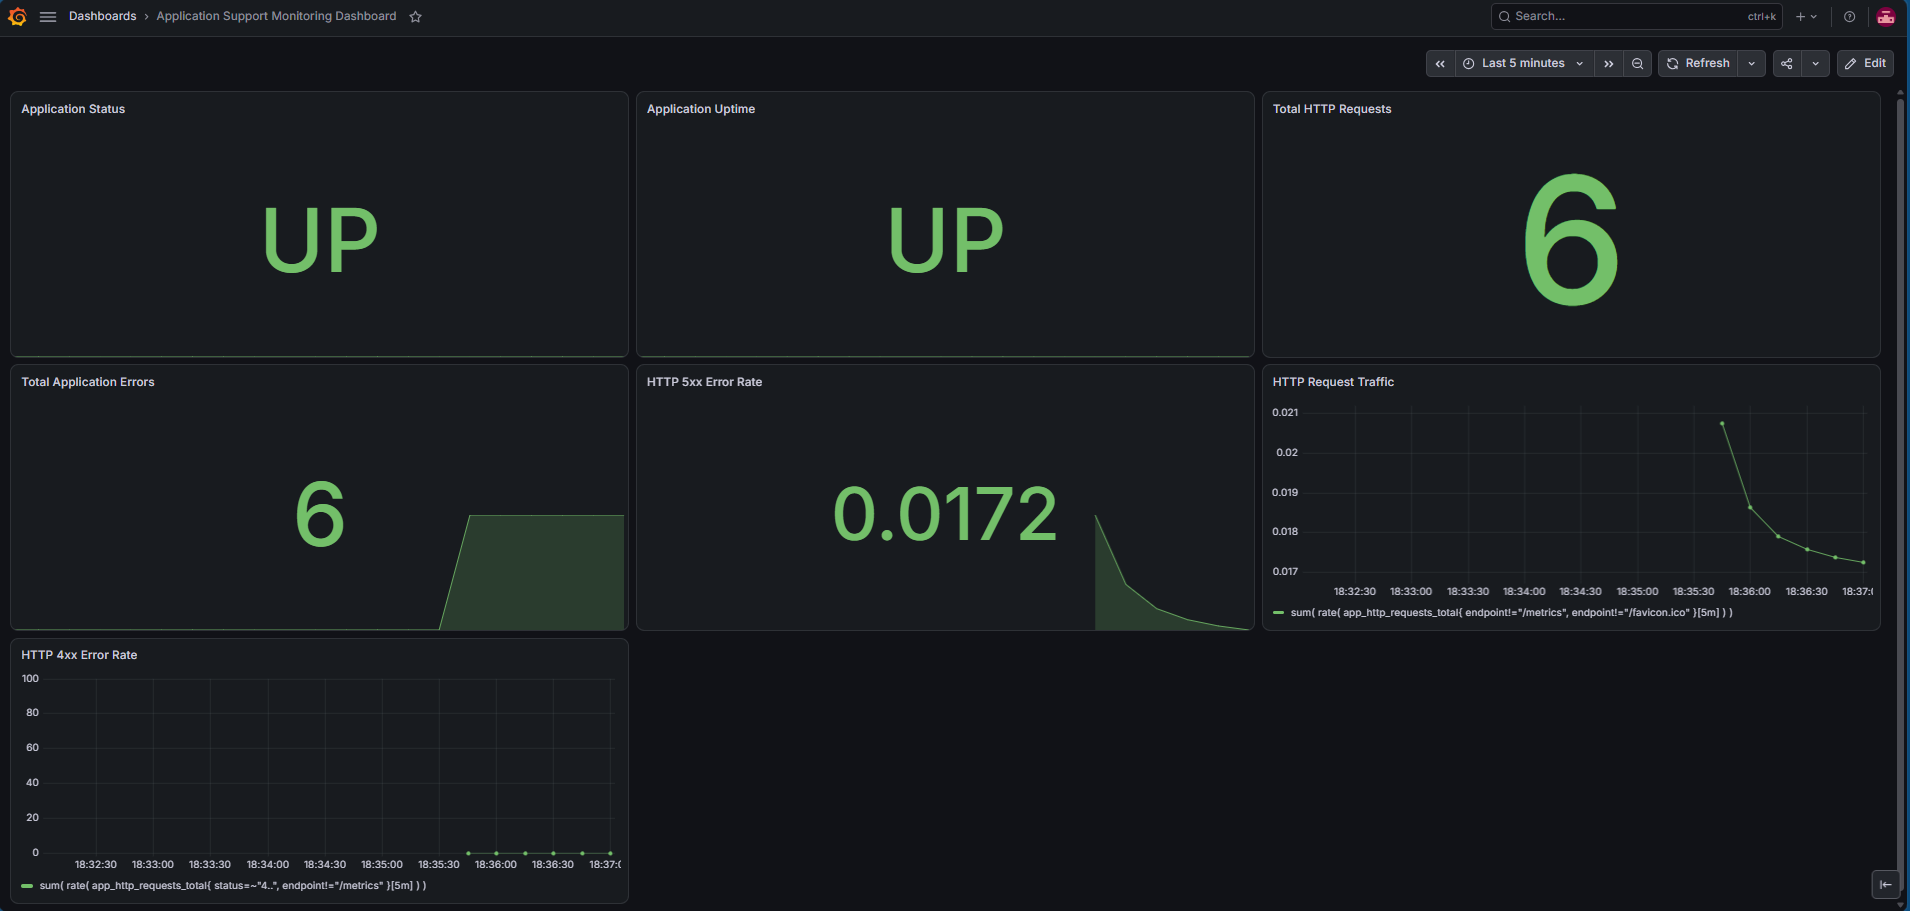 Dashboards › Application Support Monitoring Dashboard
Search...
ctrl+k
Last 5 minutes
Refresh
Edit
Application Status
UP
Application Uptime
UP
Total HTTP Requests
6
Total Application Errors
6
HTTP 5xx Error Rate
0.0172
HTTP Request Traffic
0.021
0.02
0.019
0.018
0.017
18:32:30 18:33:00 18:33:30 18:34:00 18:34:30 18:35:00 18:35:30 18:36:00 18:36:30 18:37:0
sum( rate( app_http_requests_total{ endpoint!="/metrics", endpoint!="/favicon.ico" }[5m] ) )
HTTP 4xx Error Rate
100
80
60
40
20
0
18:32:30 18:33:00 18:33:30 18:34:00 18:34:30 18:35:00 18:35:30 18:36:00 18:36:30 18:37:0
sum( rate( app_http_requests_total{ status=~"4..", endpoint!="/metrics" }[5m] ) )